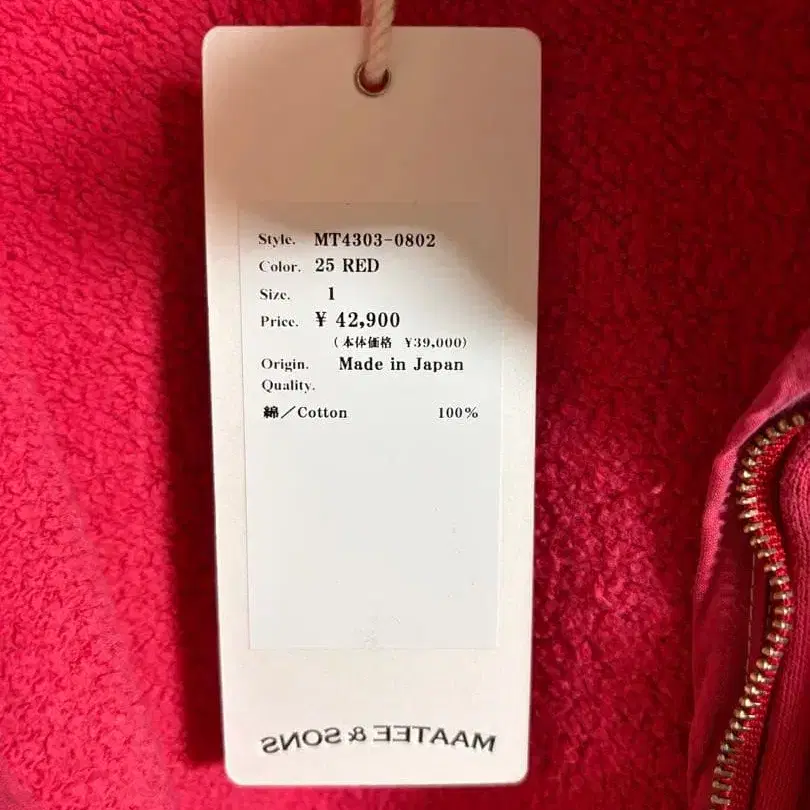 Style. MT4303-0802
Color. 25 RED
Size. 1
Price. ¥ 42,900
(本体価格 ¥39,000)
Origin. Made in Japan
Quality.
綿/Cotton 100%
MAATEE & SONS